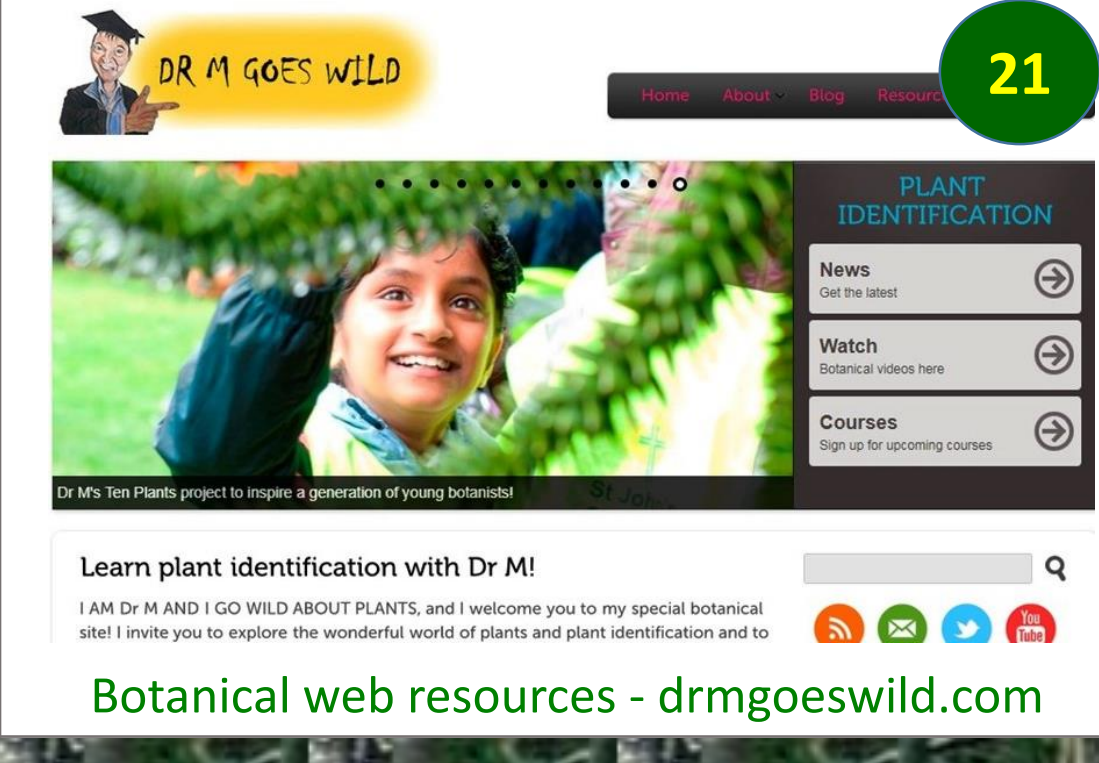 DR M GOES WILD
21
Home About Blog Resourc
PLANT
IDENTIFICATION
News
Get the latest
Watch
Botanical videos here
Courses
Sign up for upcoming courses
St John
Dr M's Ten Plants project to inspire a generation of young botanists!
Learn plant identification with Dr M!
I AM Dr M AND I GO WILD ABOUT PLANTS, and I welcome you to my special botanical
site! I invite you to explore the wonderful world of plants and plant identification and to
You
Tube
Botanical web resources - drmgoeswild.com